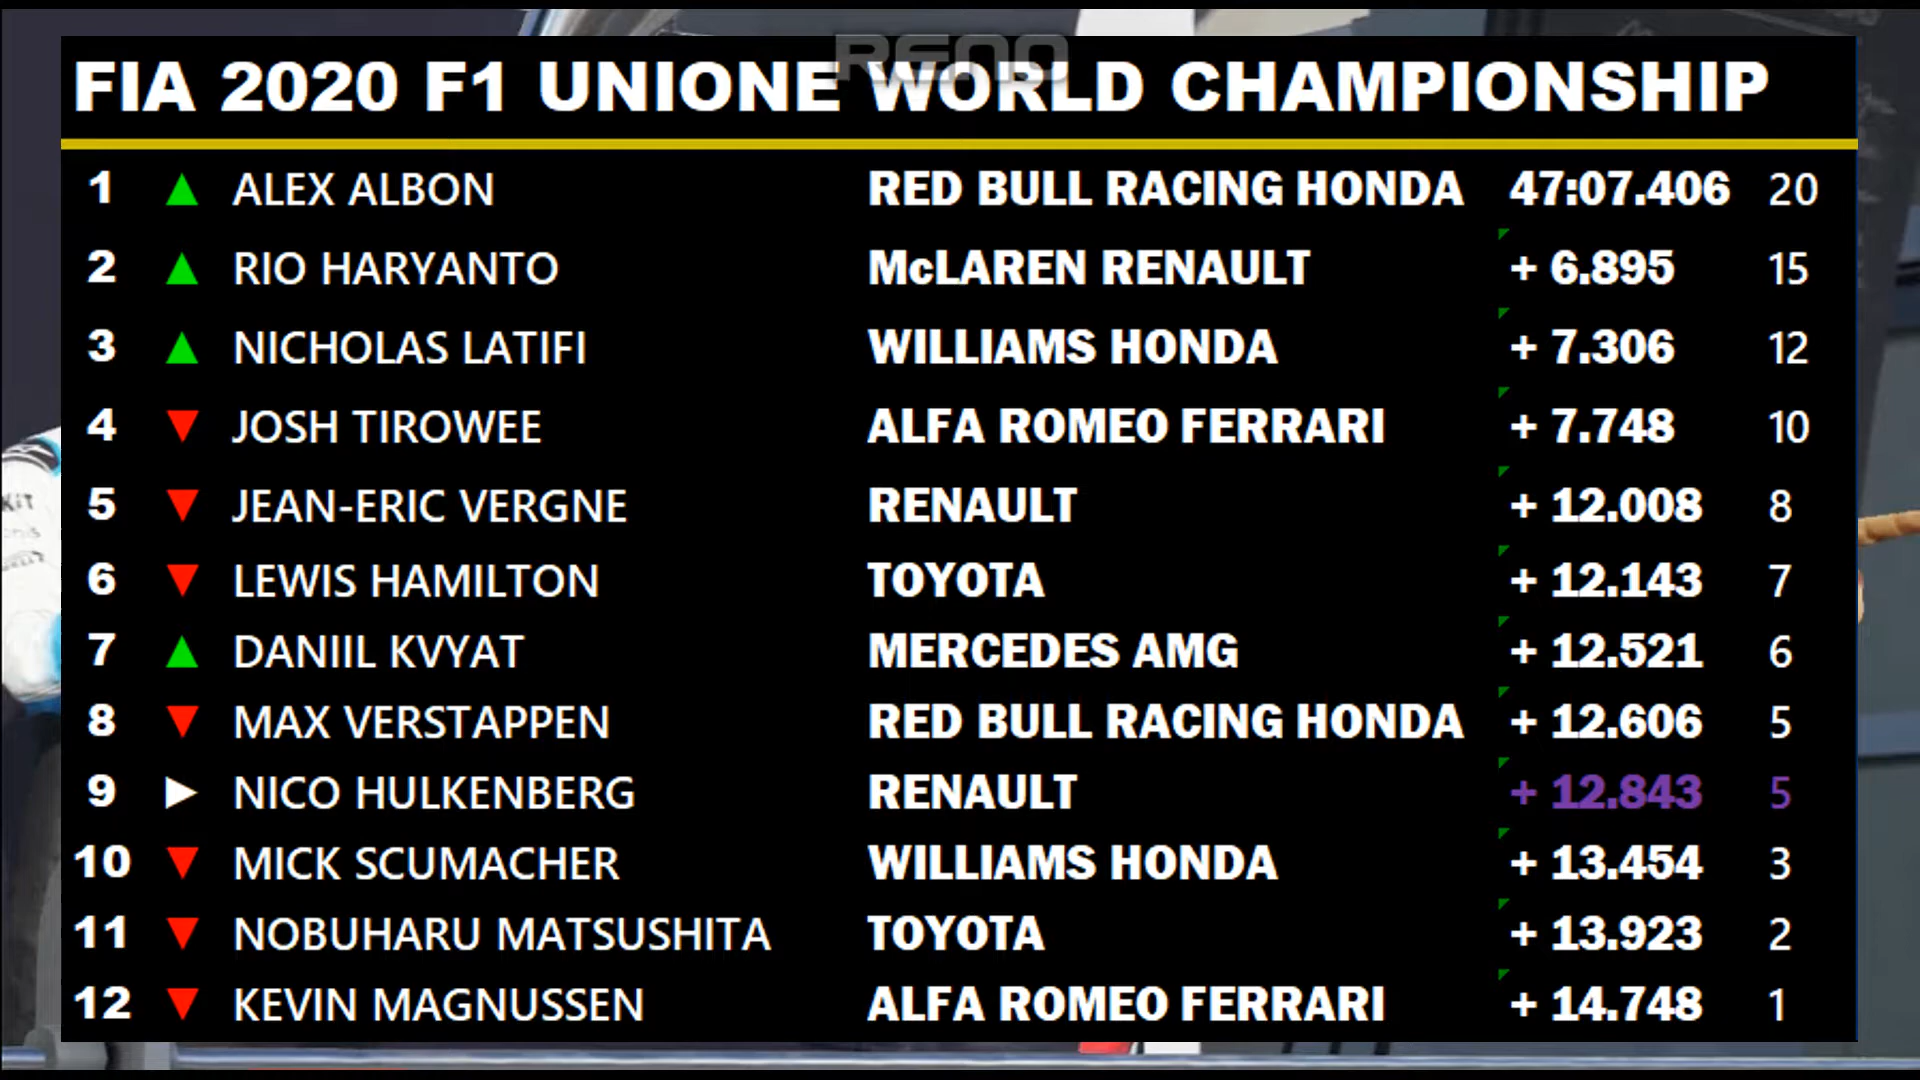 RENO
FIA 2020 F1 UNIONE WORLD CHAMPIONSHIP
1 ▲ ALEX ALBON RED BULL RACING HONDA 47:07.406 20
2 ▲ RIO HARYANTO McLAREN RENAULT + 6.895 15
3 ▲ NICHOLAS LATIFI WILLIAMS HONDA + 7.306 12
4 ▼ JOSH TIROWEE ALFA ROMEO FERRARI + 7.748 10
5 ▼ JEAN-ERIC VERGNE RENAULT + 12.008 8
6 ▼ LEWIS HAMILTON TOYOTA + 12.143 7
7 ▲ DANIIL KVYAT MERCEDES AMG + 12.521 6
8 ▼ MAX VERSTAPPEN RED BULL RACING HONDA + 12.606 5
9 ► NICO HULKENBERG RENAULT + 12.843 5
10 ▼ MICK SCUMACHER WILLIAMS HONDA + 13.454 3
11 ▼ NOBUHARU MATSUSHITA TOYOTA + 13.923 2
12 ▼ KEVIN MAGNUSSEN ALFA ROMEO FERRARI + 14.748 1